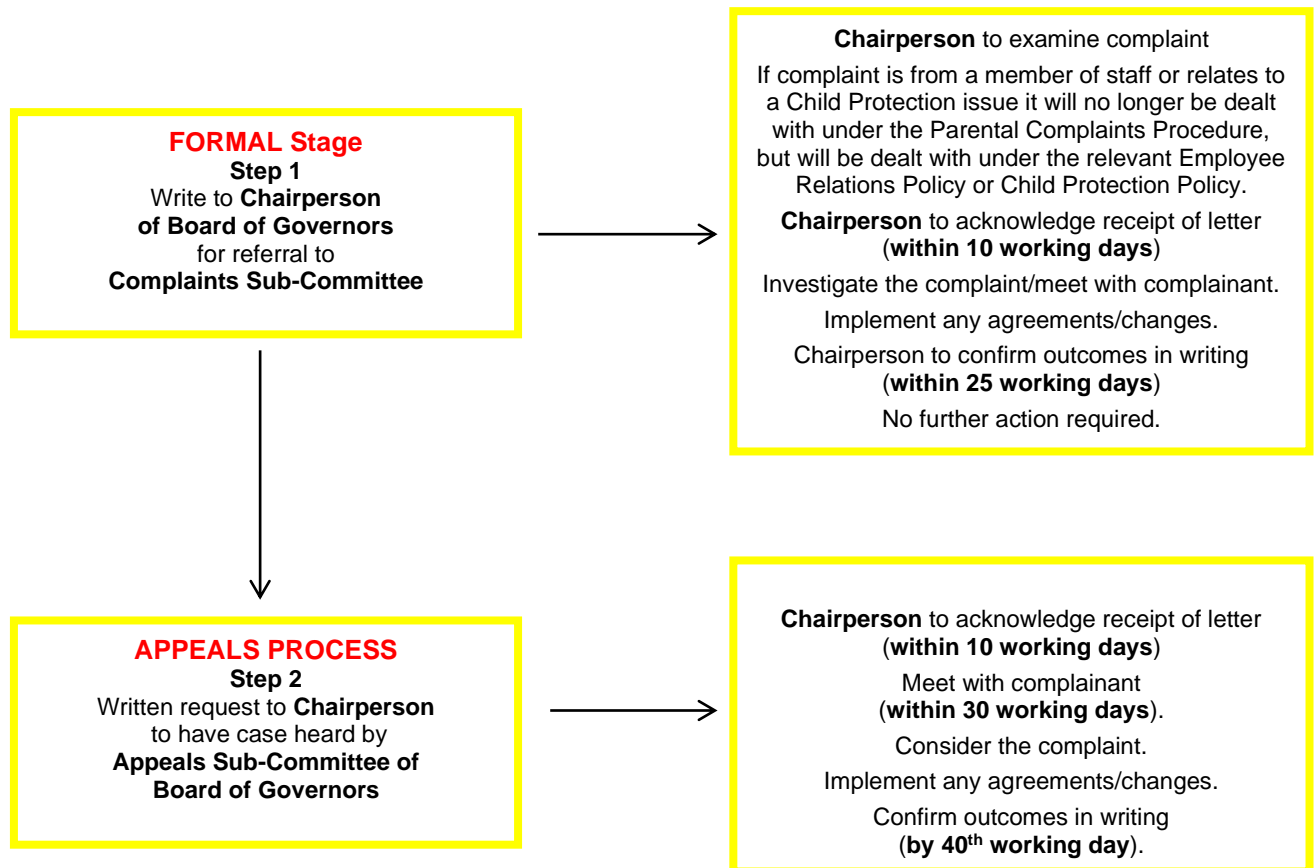 FORMAL Stage
Step 1
Write to Chairperson
of Board of Governors
for referral to
Complaints Sub-Committee
Chairperson to examine complaint
If complaint is from a member of staff or relates to
a Child Protection issue it will no longer be dealt
with under the Parental Complaints Procedure,
but will be dealt with under the relevant Employee
Relations Policy or Child Protection Policy.
Chairperson to acknowledge receipt of letter
(within 10 working days)
Investigate the complaint/meet with complainant.
Implement any agreements/changes.
Chairperson to confirm outcomes in writing
(within 25 working days)
No further action required.
APPEALS PROCESS
Step 2
Written request to Chairperson
to have case heard by
Appeals Sub-Committee of
Board of Governors
Chairperson to acknowledge receipt of letter
(within 10 working days)
Meet with complainant
(within 30 working days).
Consider the complaint.
Implement any agreements/changes.
Confirm outcomes in writing
(by 40th working day).